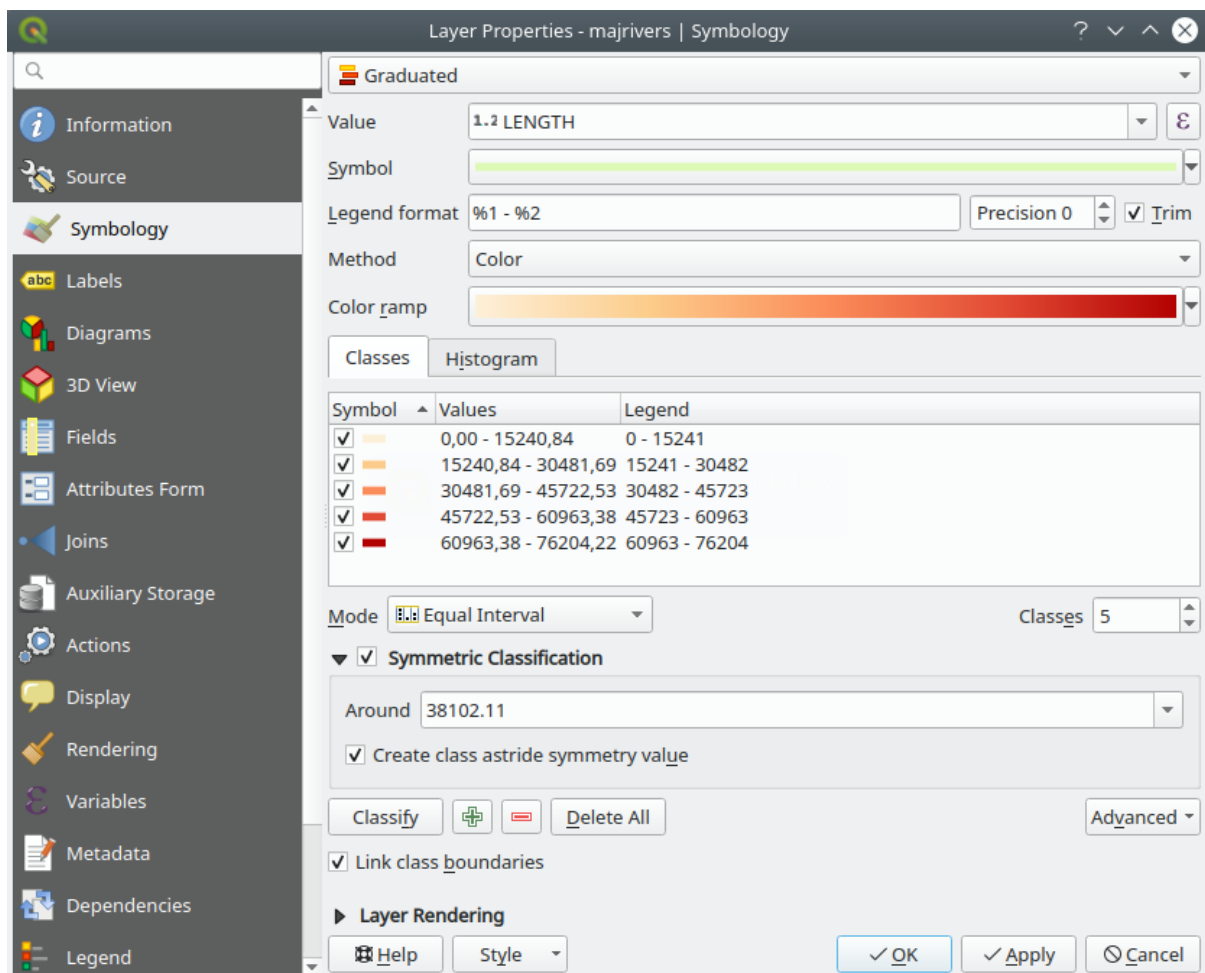 Layer Properties - majrivers | Symbology
Information
Source
Symbology
abc Labels
Diagrams
3D View
Fields
Attributes Form
Joins
Auxiliary Storage
Actions
Display
Rendering
Variables
Metadata
Dependencies
Legend
Graduated
Value 1.2 LENGTH ε
Symbol
Legend format %1 - %2 Precision 0 Trim
Method Color
Color ramp
Classes Histogram
Symbol Values Legend
0,00 - 15240,84 0 - 15241
15240,84 - 30481,69 15241 - 30482
30481,69 - 45722,53 30482 - 45723
45722,53 - 60963,38 45723 - 60963
60963,38 - 76204,22 60963 - 76204
Mode Equal Interval Classes 5
Symmetric Classification
Around 38102.11
Create class astride symmetry value
Classify Delete All Advanced
Link class boundaries
Layer Rendering
Help Style OK Apply Cancel